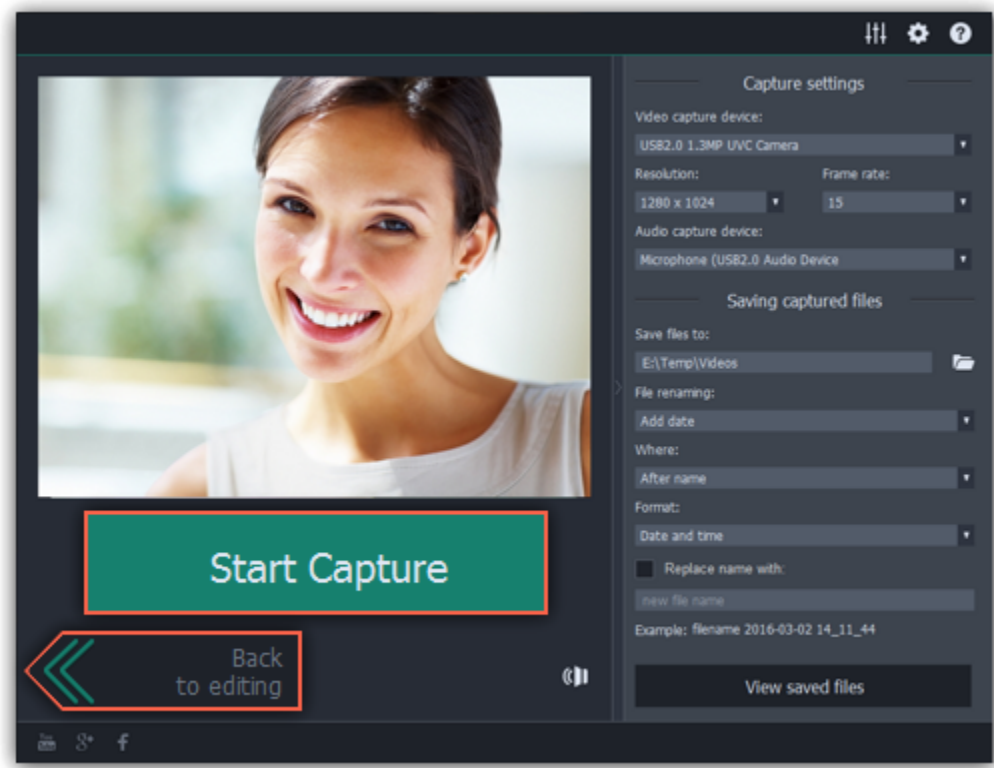 Capture settings
Video capture device:
USB2.0 1.3MP UVC Camera
Resolution:
Frame rate:
1280 x 1024
15
Audio capture device:
Microphone (USB2.0 Audio Device
Saving captured files
Save files to:
E:\Temp\Videos
File renaming:
Add date
Where:
After name
Format:
Date and time
Replace name with:
new file name
Example: filename 2016-03-02 14_11_44
View saved files
Start Capture
Back
to editing